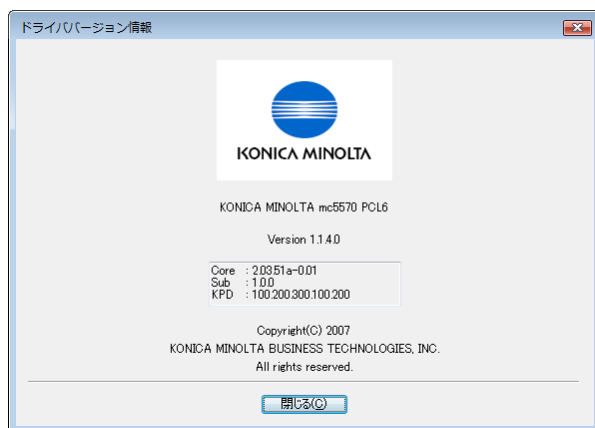 ドライババージョン情報
KONICA MINOLTA
KONICA MINOLTA mc5570 PCL6
Version 1.1.4.0
Core : 2.03.51a-0.01
Sub : 1.0.0
KPD : 100.200.300.100.200
Copyright(C) 2007
KONICA MINOLTA BUSINESS TECHNOLOGIES, INC.
All rights reserved.
閉じる(C)